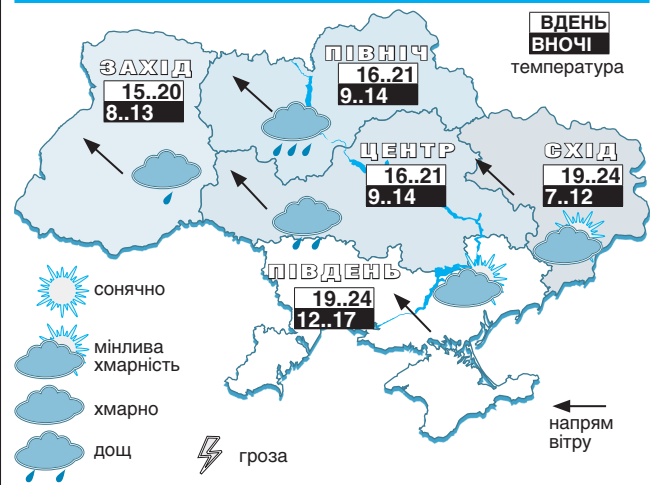 ВДЕНЬ
ВНОЧІ
температура
ПІВНІЧ
16..21
9..14
ЗАХІД
15..20
8..13
ЦЕНТР
16..21
9..14
СХІД
19..24
7..12
ПІВДЕНЬ
19..24
12..17
сонячно
мінлива
хмарність
хмарно
дощ
гроза
напрям
вітру